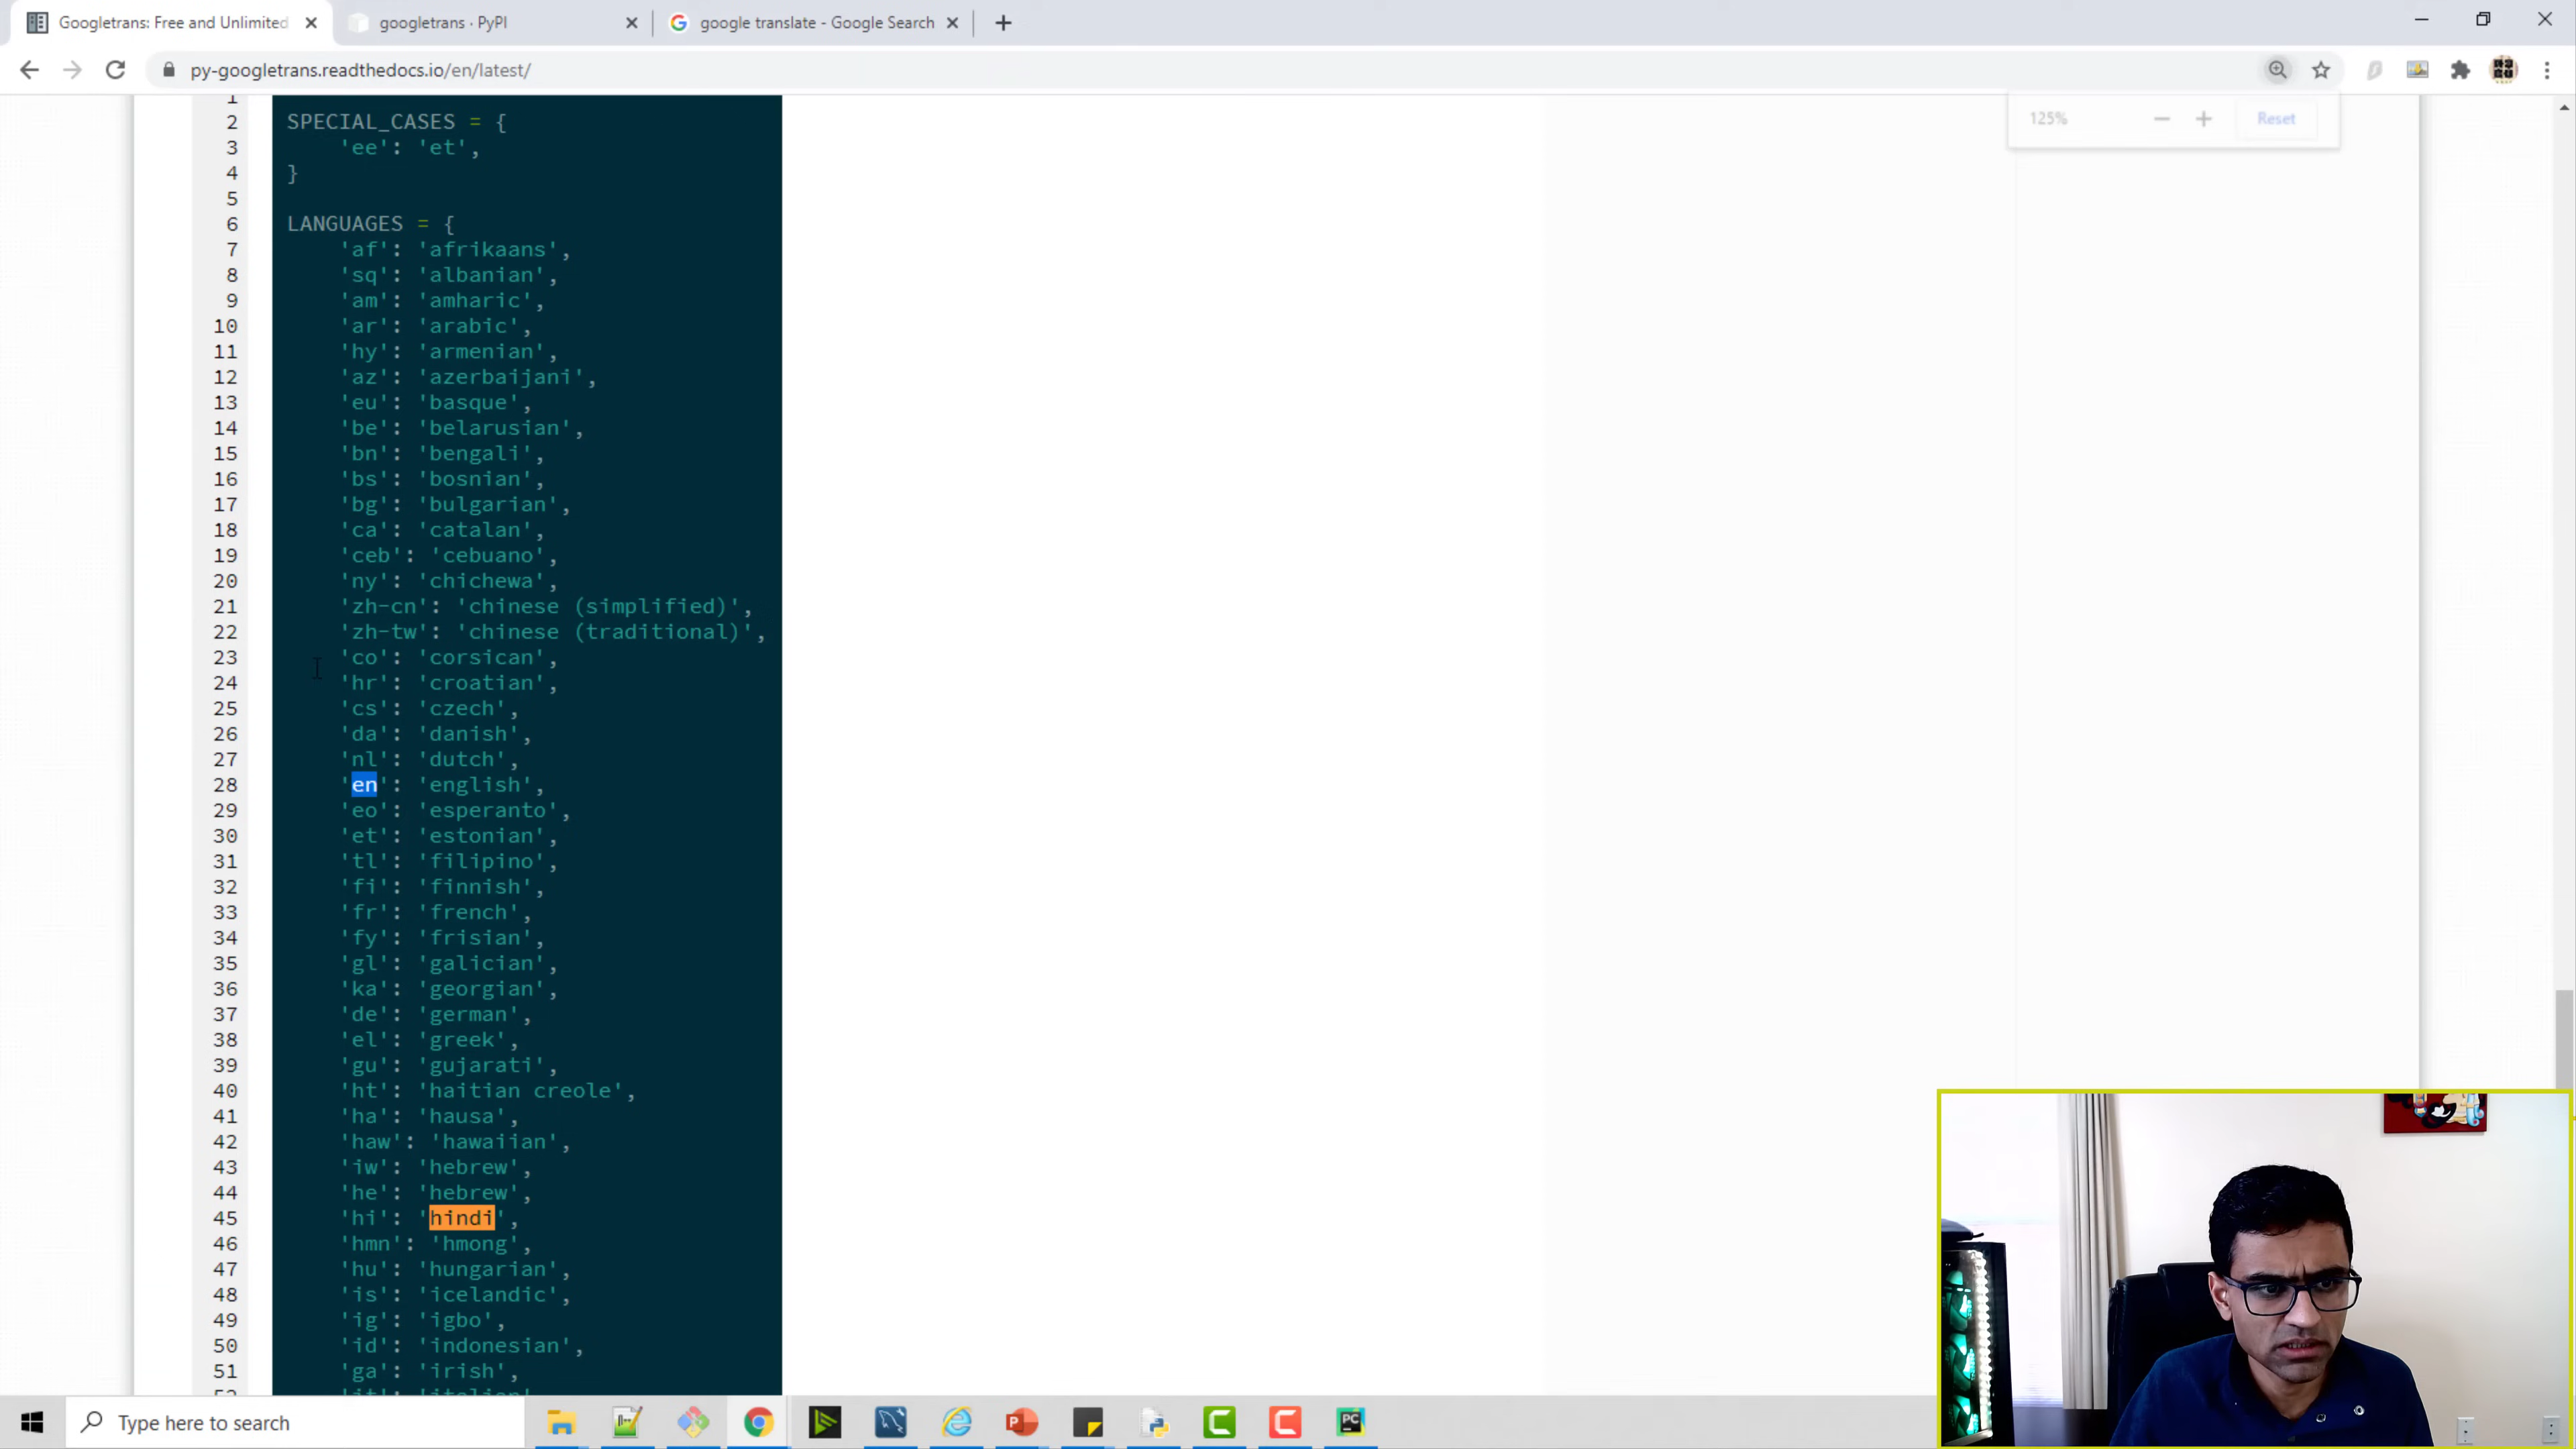 Googletrans: Free and Unlimited
googletrans · PyPI
google translate - Google Search
py-googletrans.readthedocs.io/en/latest/
125%
Reset
1
2 SPECIAL_CASES = {
3 'ee': 'et',
4 }
5
6 LANGUAGES = {
7 'af': 'afrikaans',
8 'sq': 'albanian',
9 'am': 'amharic',
10 'ar': 'arabic',
11 'hy': 'armenian',
12 'az': 'azerbaijani',
13 'eu': 'basque',
14 'be': 'belarusian',
15 'bn': 'bengali',
16 'bs': 'bosnian',
17 'bg': 'bulgarian',
18 'ca': 'catalan',
19 'ceb': 'cebuano',
20 'ny': 'chichewa',
21 'zh-cn': 'chinese (simplified)',
22 'zh-tw': 'chinese (traditional)',
23 'co': 'corsican',
24 'hr': 'croatian',
25 'cs': 'czech',
26 'da': 'danish',
27 'nl': 'dutch',
28 'en': 'english',
29 'eo': 'esperanto',
30 'et': 'estonian',
31 'tl': 'filipino',
32 'fi': 'finnish',
33 'fr': 'french',
34 'fy': 'frisian',
35 'gl': 'galician',
36 'ka': 'georgian',
37 'de': 'german',
38 'el': 'greek',
39 'gu': 'gujarati',
40 'ht': 'haitian creole',
41 'ha': 'hausa',
42 'haw': 'hawaiian',
43 'iw': 'hebrew',
44 'he': 'hebrew',
45 'hi': 'hindi',
46 'hmn': 'hmong',
47 'hu': 'hungarian',
48 'is': 'icelandic',
49 'ig': 'igbo',
50 'id': 'indonesian',
51 'ga': 'irish',
Type here to search